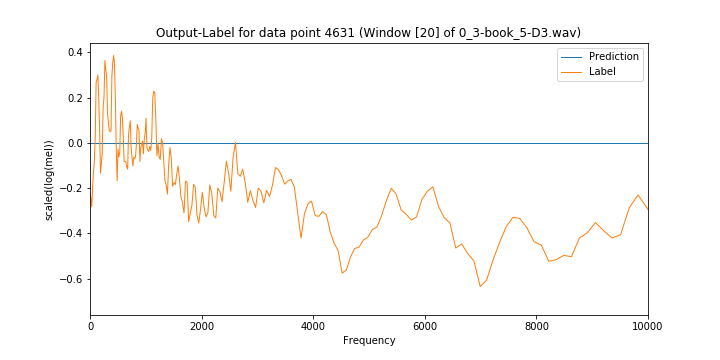 Output-Label for data point 4631 (Window [20] of 0_3-book_5-D3.wav)
Prediction
Label
scaled(log(mel))
0.4
0.2
0.0
−0.2
−0.4
−0.6
0
2000
4000
6000
8000
10000
Frequency